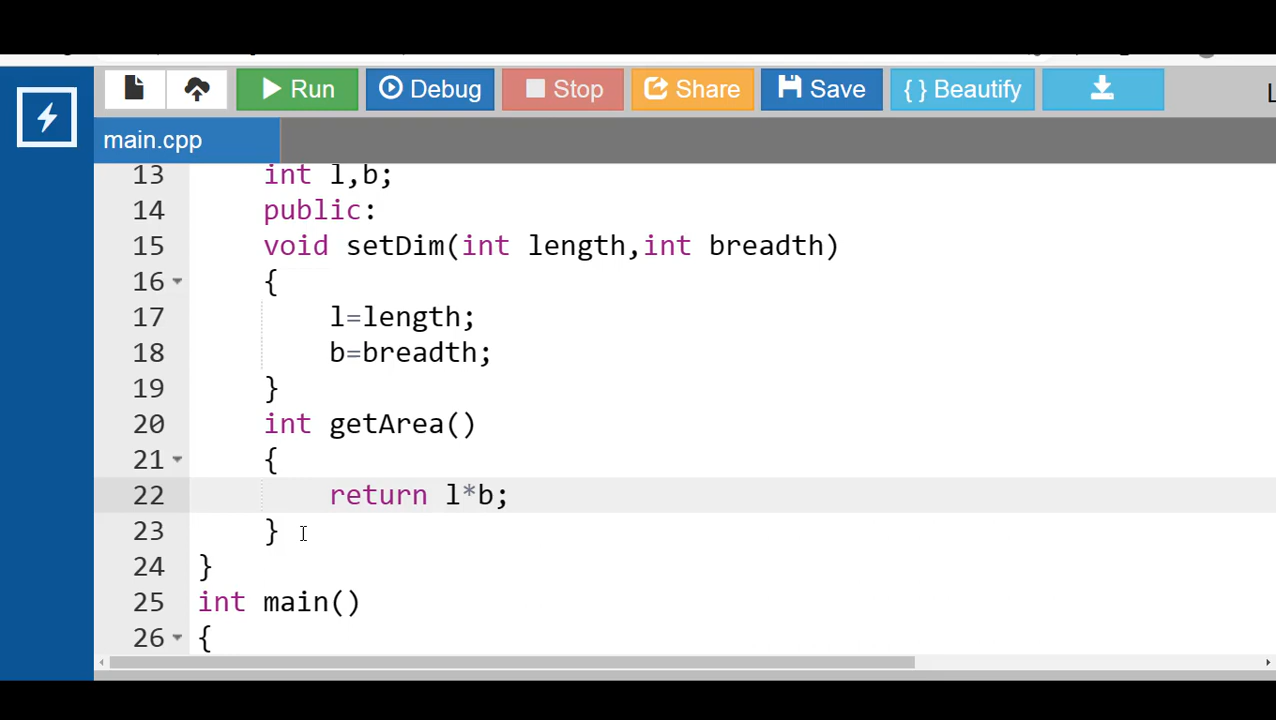 Run Debug Stop Share Save { } Beautify
main.cpp
13 int l,b;
14 public:
15 void setDim(int length,int breadth)
16 {
17 l=length;
18 b=breadth;
19 }
20 int getArea()
21 {
22 return l*b;
23 }
24 }
25 int main()
26 {